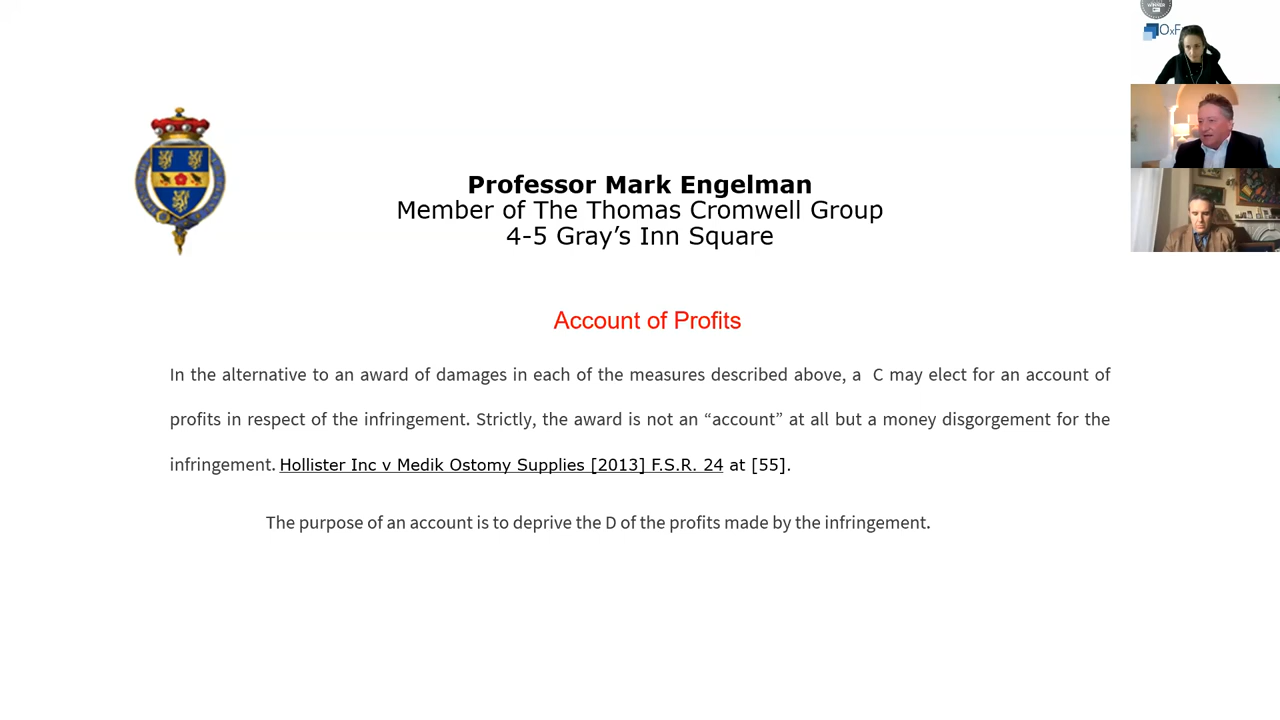 Professor Mark Engelman
Member of The Thomas Cromwell Group
4-5 Gray’s Inn Square
Account of Profits
In the alternative to an award of damages in each of the measures described above, a  C may elect for an account of
profits in respect of the infringement. Strictly, the award is not an “account” at all but a money disgorgement for the
infringement. Hollister Inc v Medik Ostomy Supplies [2013] F.S.R. 24 at [55].
The purpose of an account is to deprive the D of the profits made by the infringement.